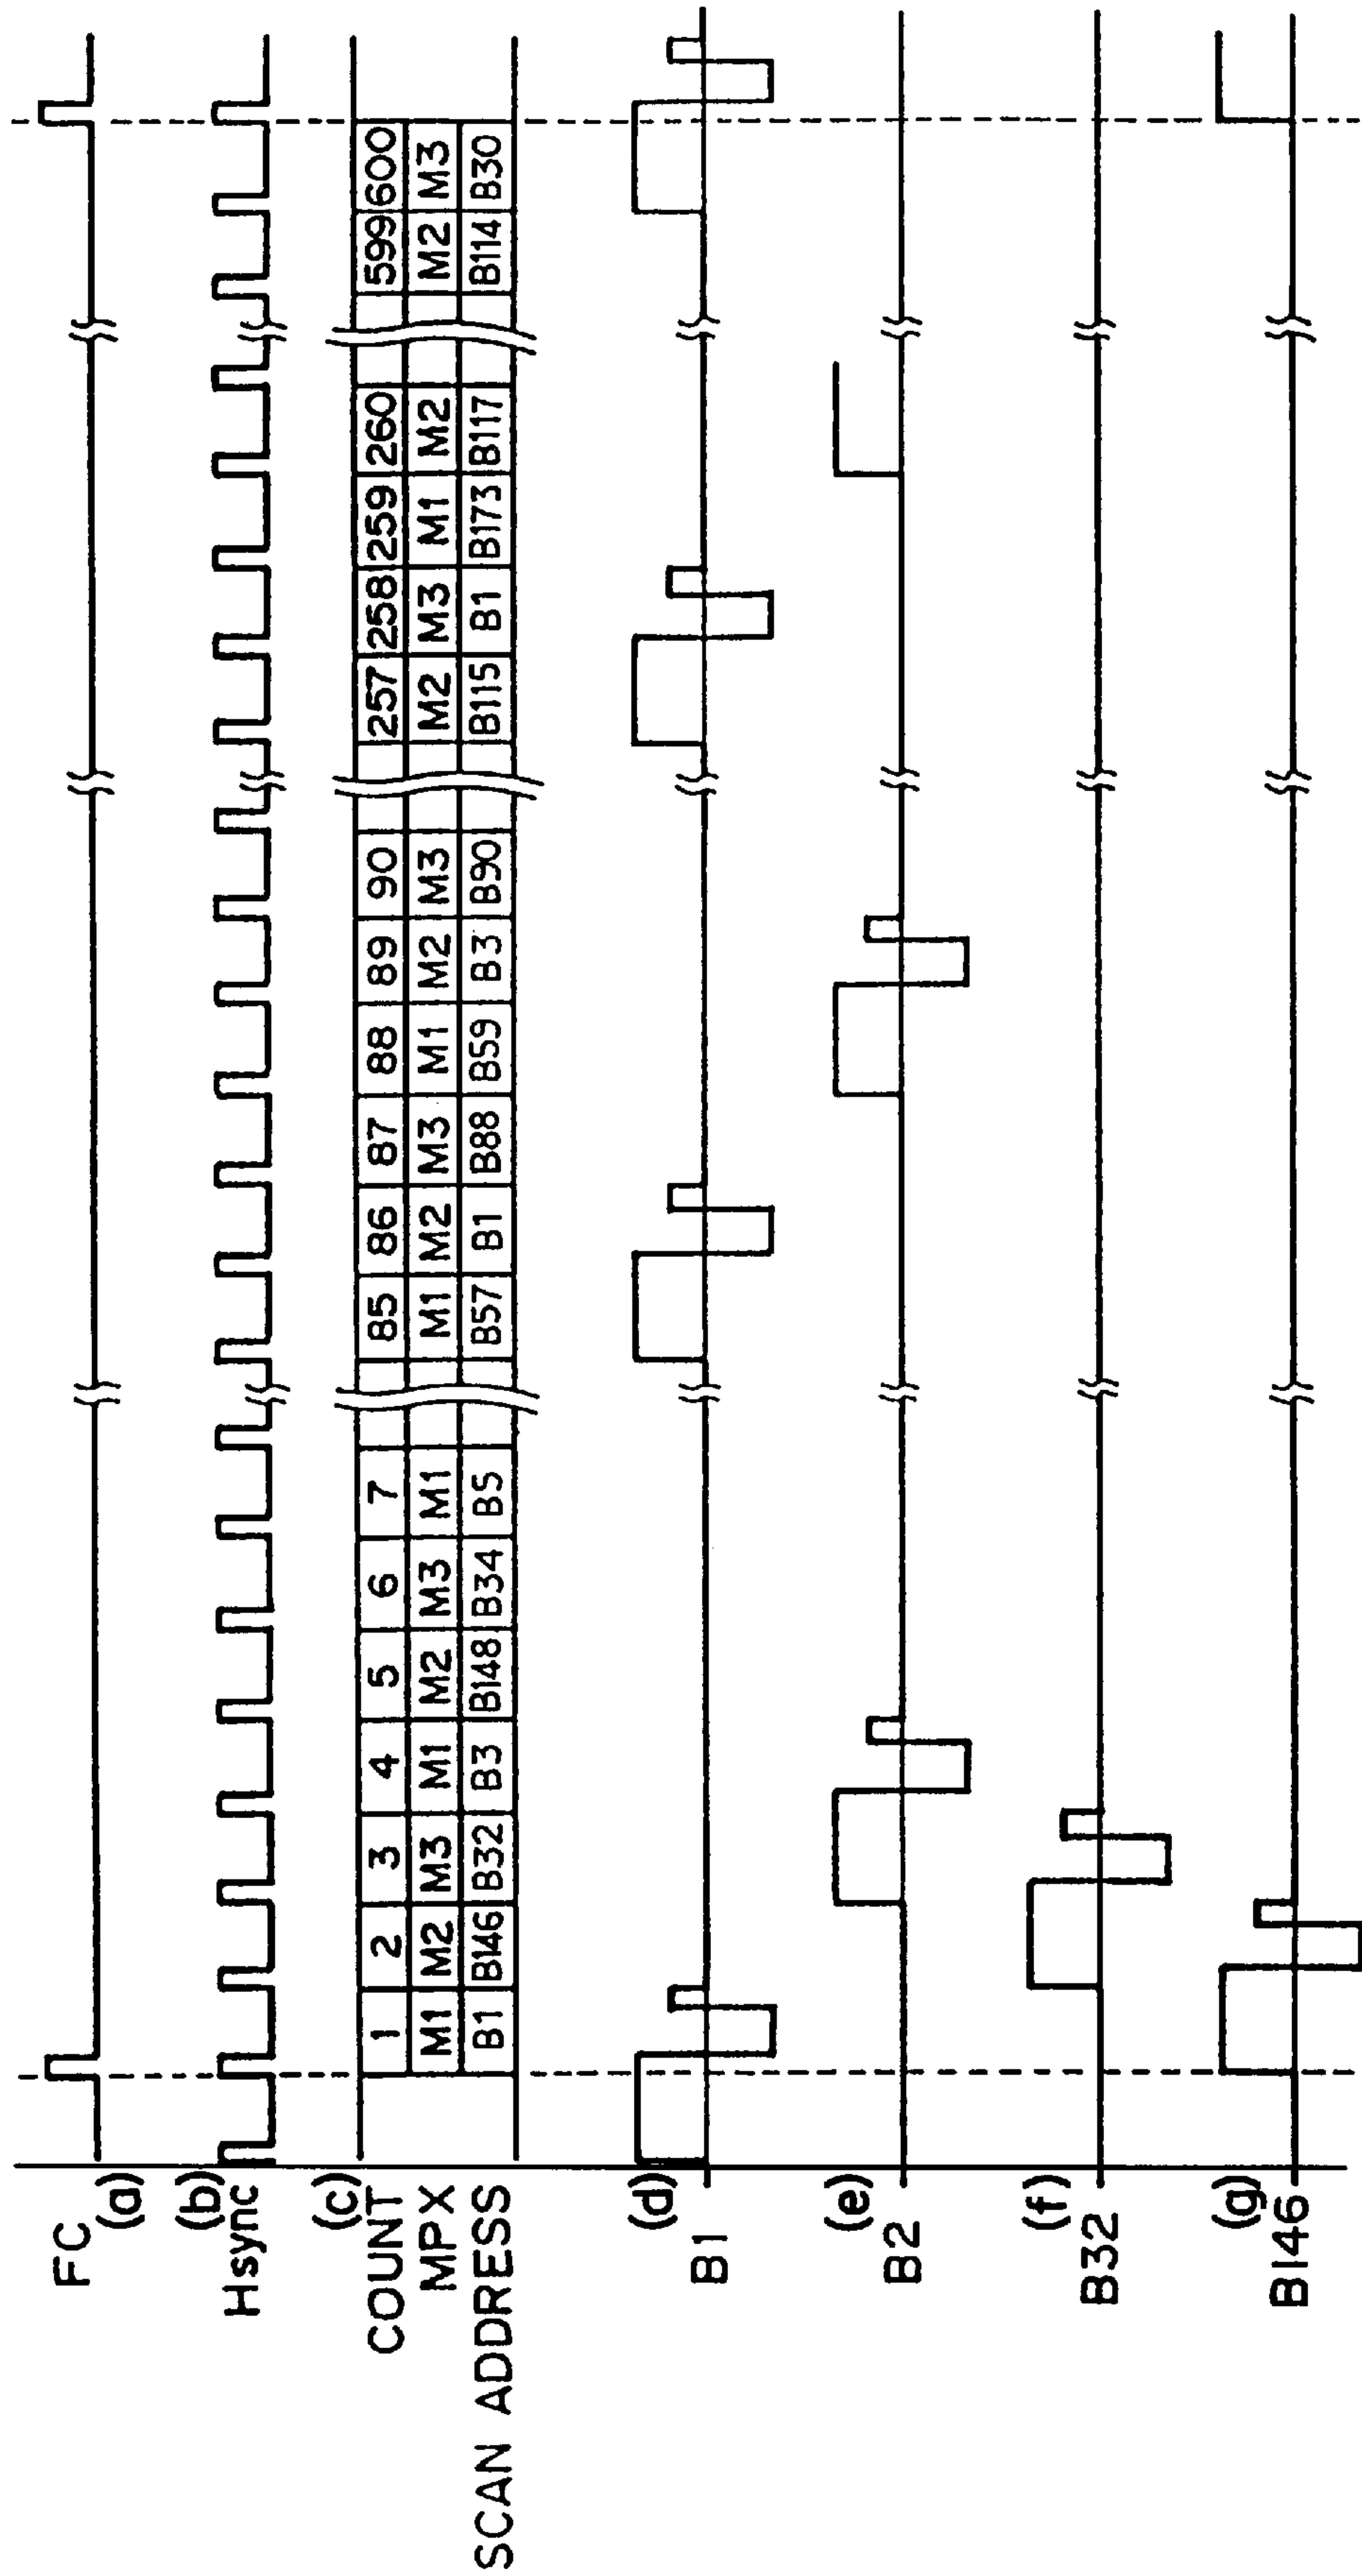 FC
(a)
(b)
Hsync
(c)
COUNT 1 2 3 4 5 6 7 85 86 87 88 89 90 257 258 259 260 599 600
MPX M1 M2 M3 M1 M2 M3 M1 M1 M2 M3 M1 M2 M3 M2 M3 M1 M2 M2 M3
SCAN ADDRESS B1 B146 B32 B3 B148 B34 B5 B57 B1 B88 B59 B3 B90 B115 B1 B173 B117 B114 B30
(d)
B1
(e)
B2
(f)
B32
(g)
B146